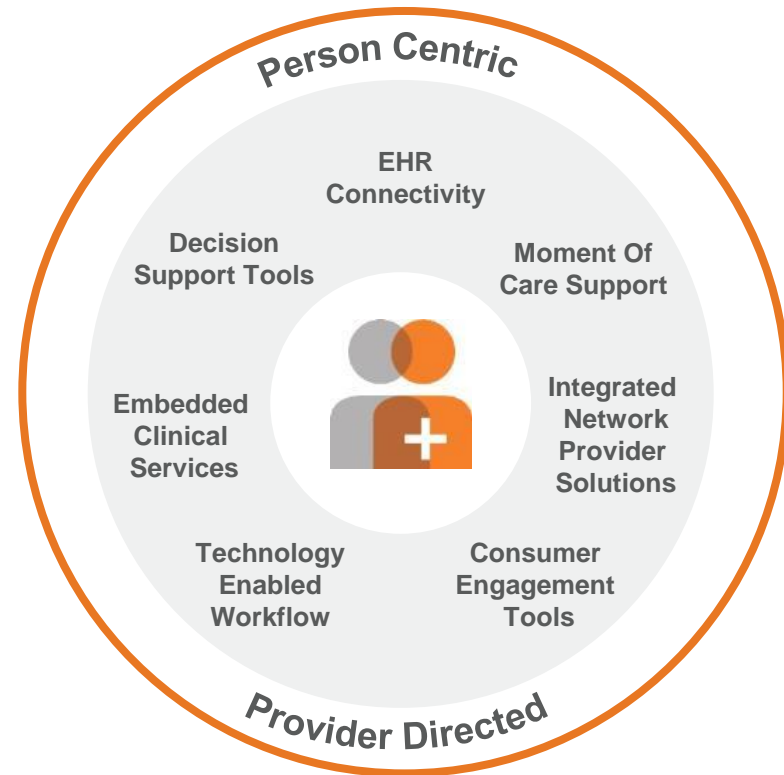 Person Centric
EHR
Connectivity
Decision
Support Tools
Moment Of
Care Support
Embedded
Clinical
Services
Integrated
Network
Provider
Solutions
Technology
Enabled
Workflow
Consumer
Engagement
Tools
Provider Directed